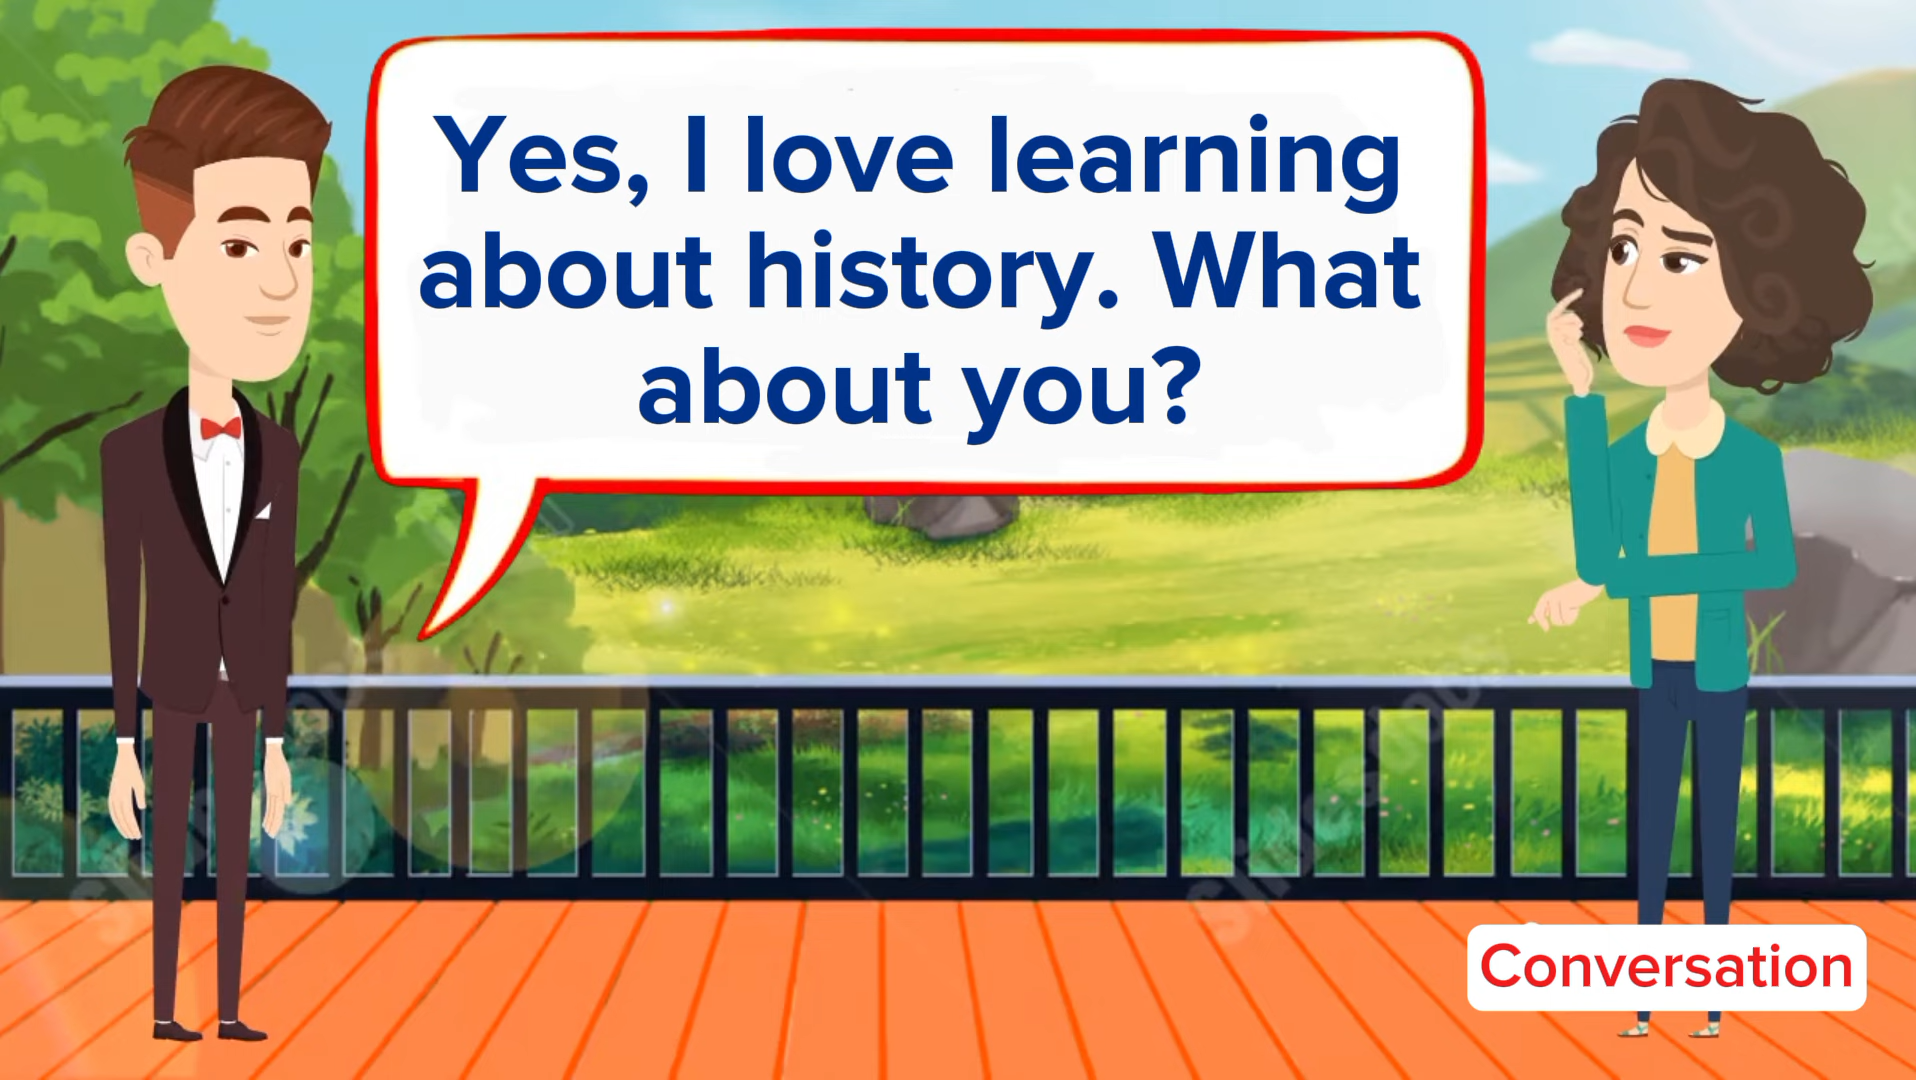 Yes, I love learning
about history. What
about you?
Conversation